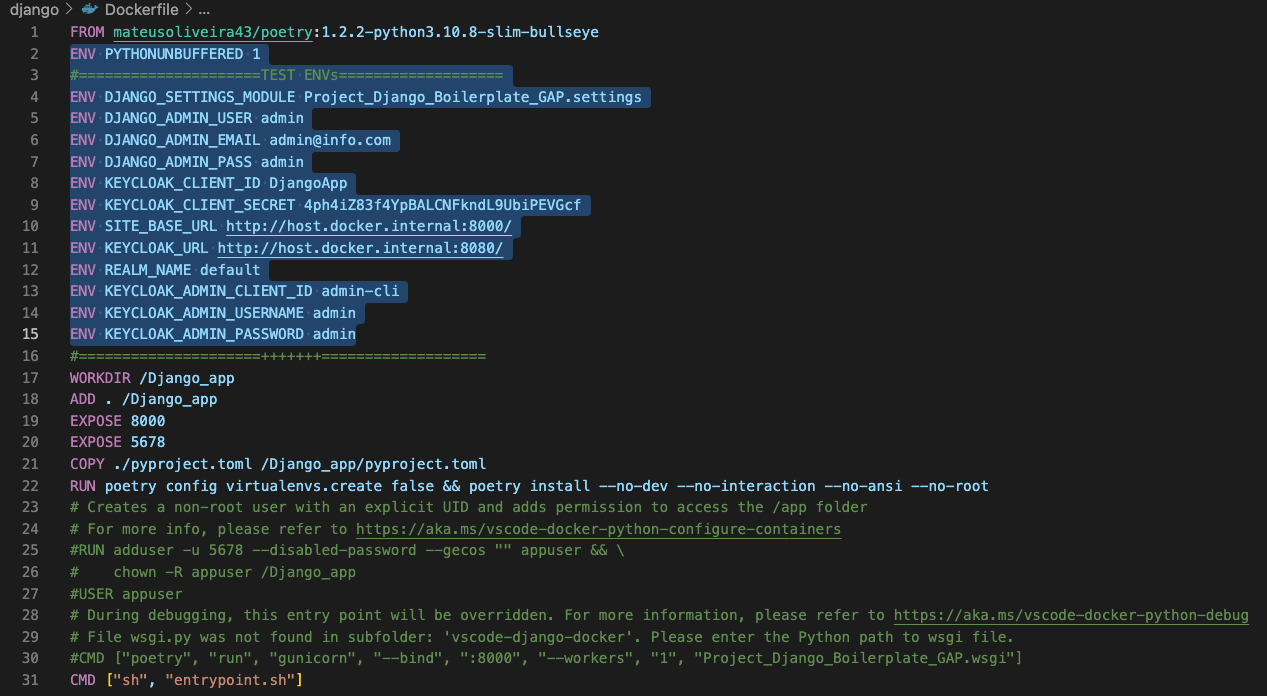 django > Dockerfile > ...
1 FROM mateusoliveira43/poetry:1.2.2-python3.10.8-slim-bullseye
2 ENV PYTHONUNBUFFERED 1
3 #=====================TEST ENVs===================
4 ENV DJANGO_SETTINGS_MODULE Project_Django_Boilerplate_GAP.settings
5 ENV DJANGO_ADMIN_USER admin
6 ENV DJANGO_ADMIN_EMAIL admin@info.com
7 ENV DJANGO_ADMIN_PASS admin
8 ENV KEYCLOAK_CLIENT_ID DjangoApp
9 ENV KEYCLOAK_CLIENT_SECRET 4ph4iZ83f4YpBALCNFkndL9UbiPEVGcf
10 ENV SITE_BASE_URL http://host.docker.internal:8000/
11 ENV KEYCLOAK_URL http://host.docker.internal:8080/
12 ENV REALM_NAME default
13 ENV KEYCLOAK_ADMIN_CLIENT_ID admin-cli
14 ENV KEYCLOAK_ADMIN_USERNAME admin
15 ENV KEYCLOAK_ADMIN_PASSWORD admin
16 #=====================+++++++===================
17 WORKDIR /Django_app
18 ADD . /Django_app
19 EXPOSE 8000
20 EXPOSE 5678
21 COPY ./pyproject.toml /Django_app/pyproject.toml
22 RUN poetry config virtualenvs.create false && poetry install --no-dev --no-interaction --no-ansi --no-root
23 # Creates a non-root user with an explicit UID and adds permission to access the /app folder
24 # For more info, please refer to https://aka.ms/vscode-docker-python-configure-containers
25 #RUN adduser -u 5678 --disabled-password --gecos "" appuser && \
26 #    chown -R appuser /Django_app
27 #USER appuser
28 # During debugging, this entry point will be overridden. For more information, please refer to https://aka.ms/vscode-docker-python-debug
29 # File wsgi.py was not found in subfolder: 'vscode-django-docker'. Please enter the Python path to wsgi file.
30 #CMD ["poetry", "run", "gunicorn", "--bind", ":8000", "--workers", "1", "Project_Django_Boilerplate_GAP.wsgi"]
31 CMD ["sh", "entrypoint.sh"]